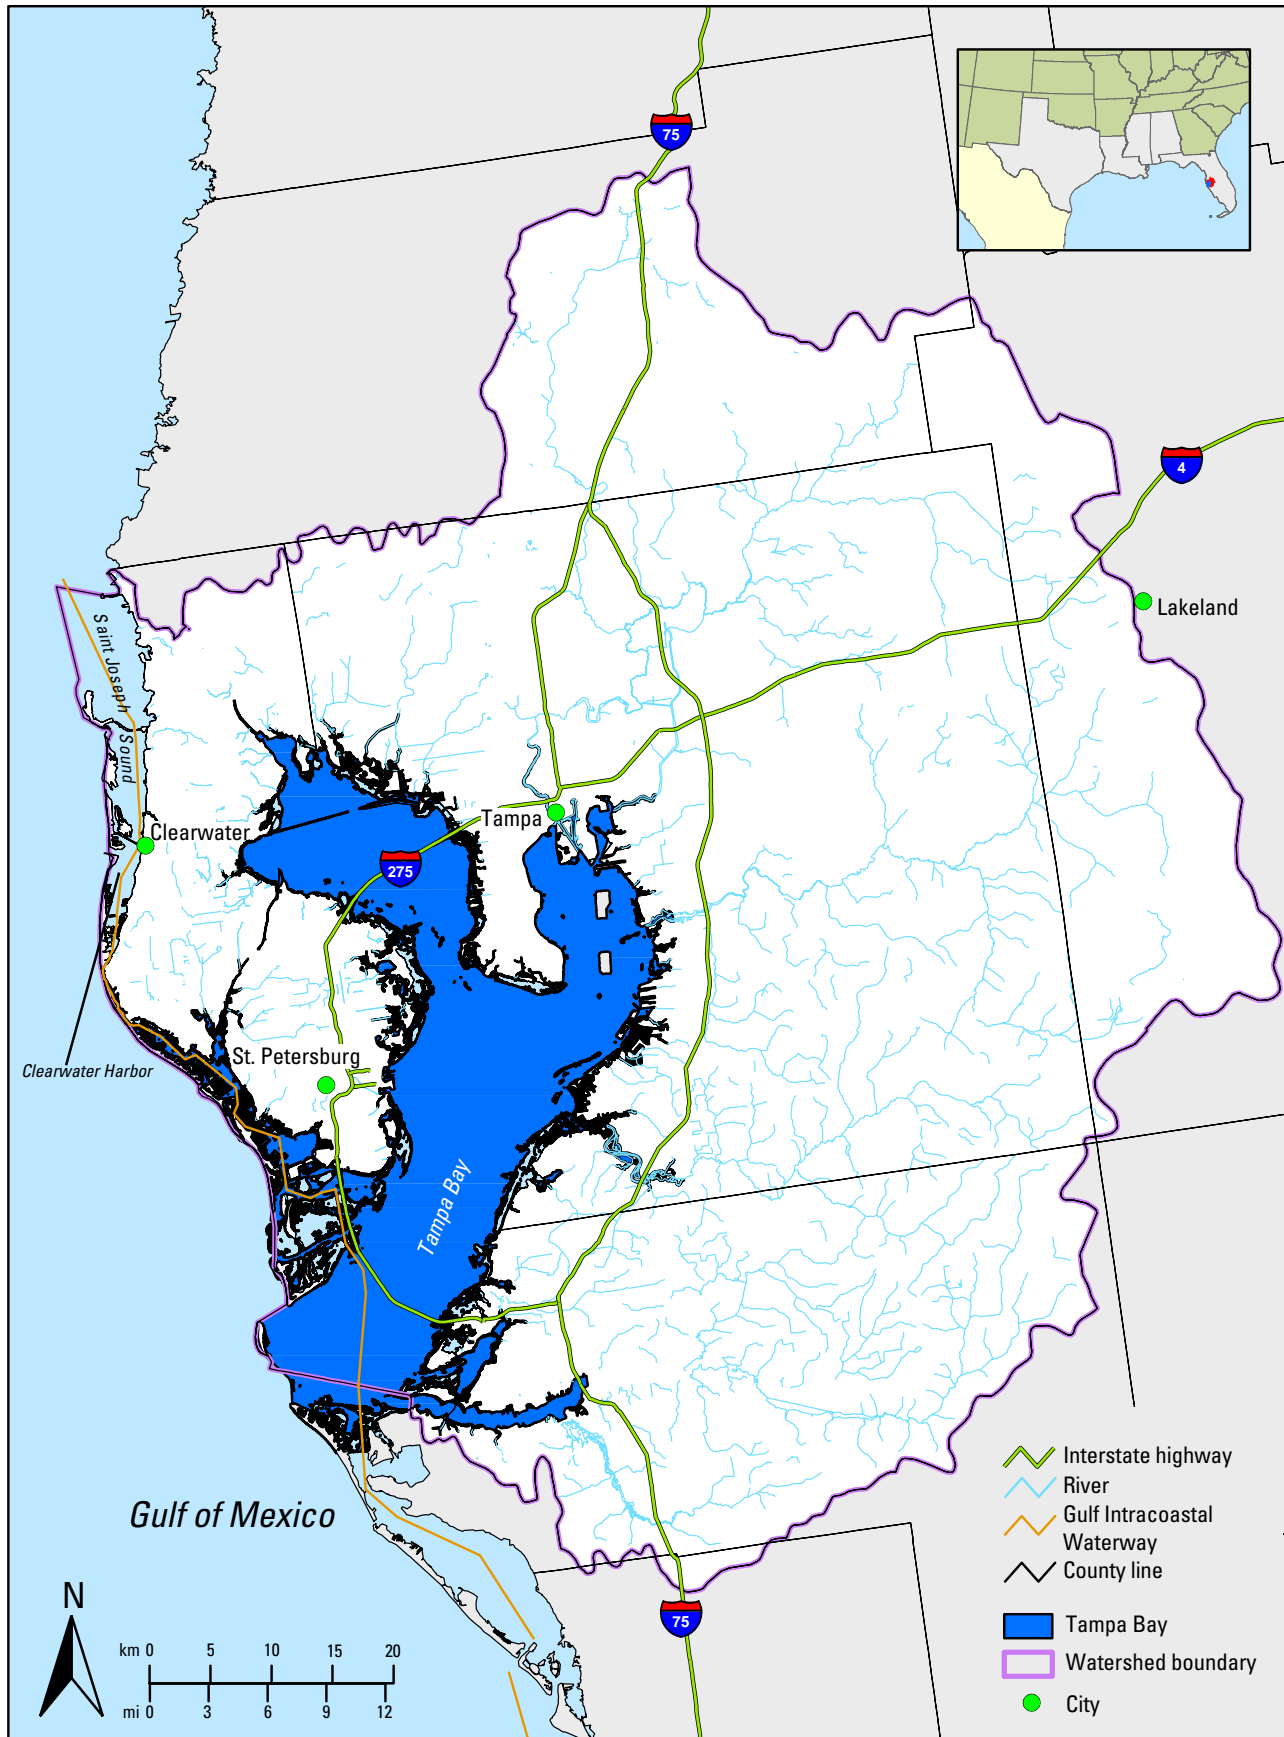 75
4
Lakeland
Saint Joseph Sound
Clearwater
Tampa
275
St. Petersburg
Clearwater Harbor
Tampa Bay
Gulf of Mexico
Interstate highway
River
Gulf Intracoastal
Waterway
County line
Tampa Bay
Watershed boundary
City
75
N
km 0 5 10 15 20
mi 0 3 6 9 12